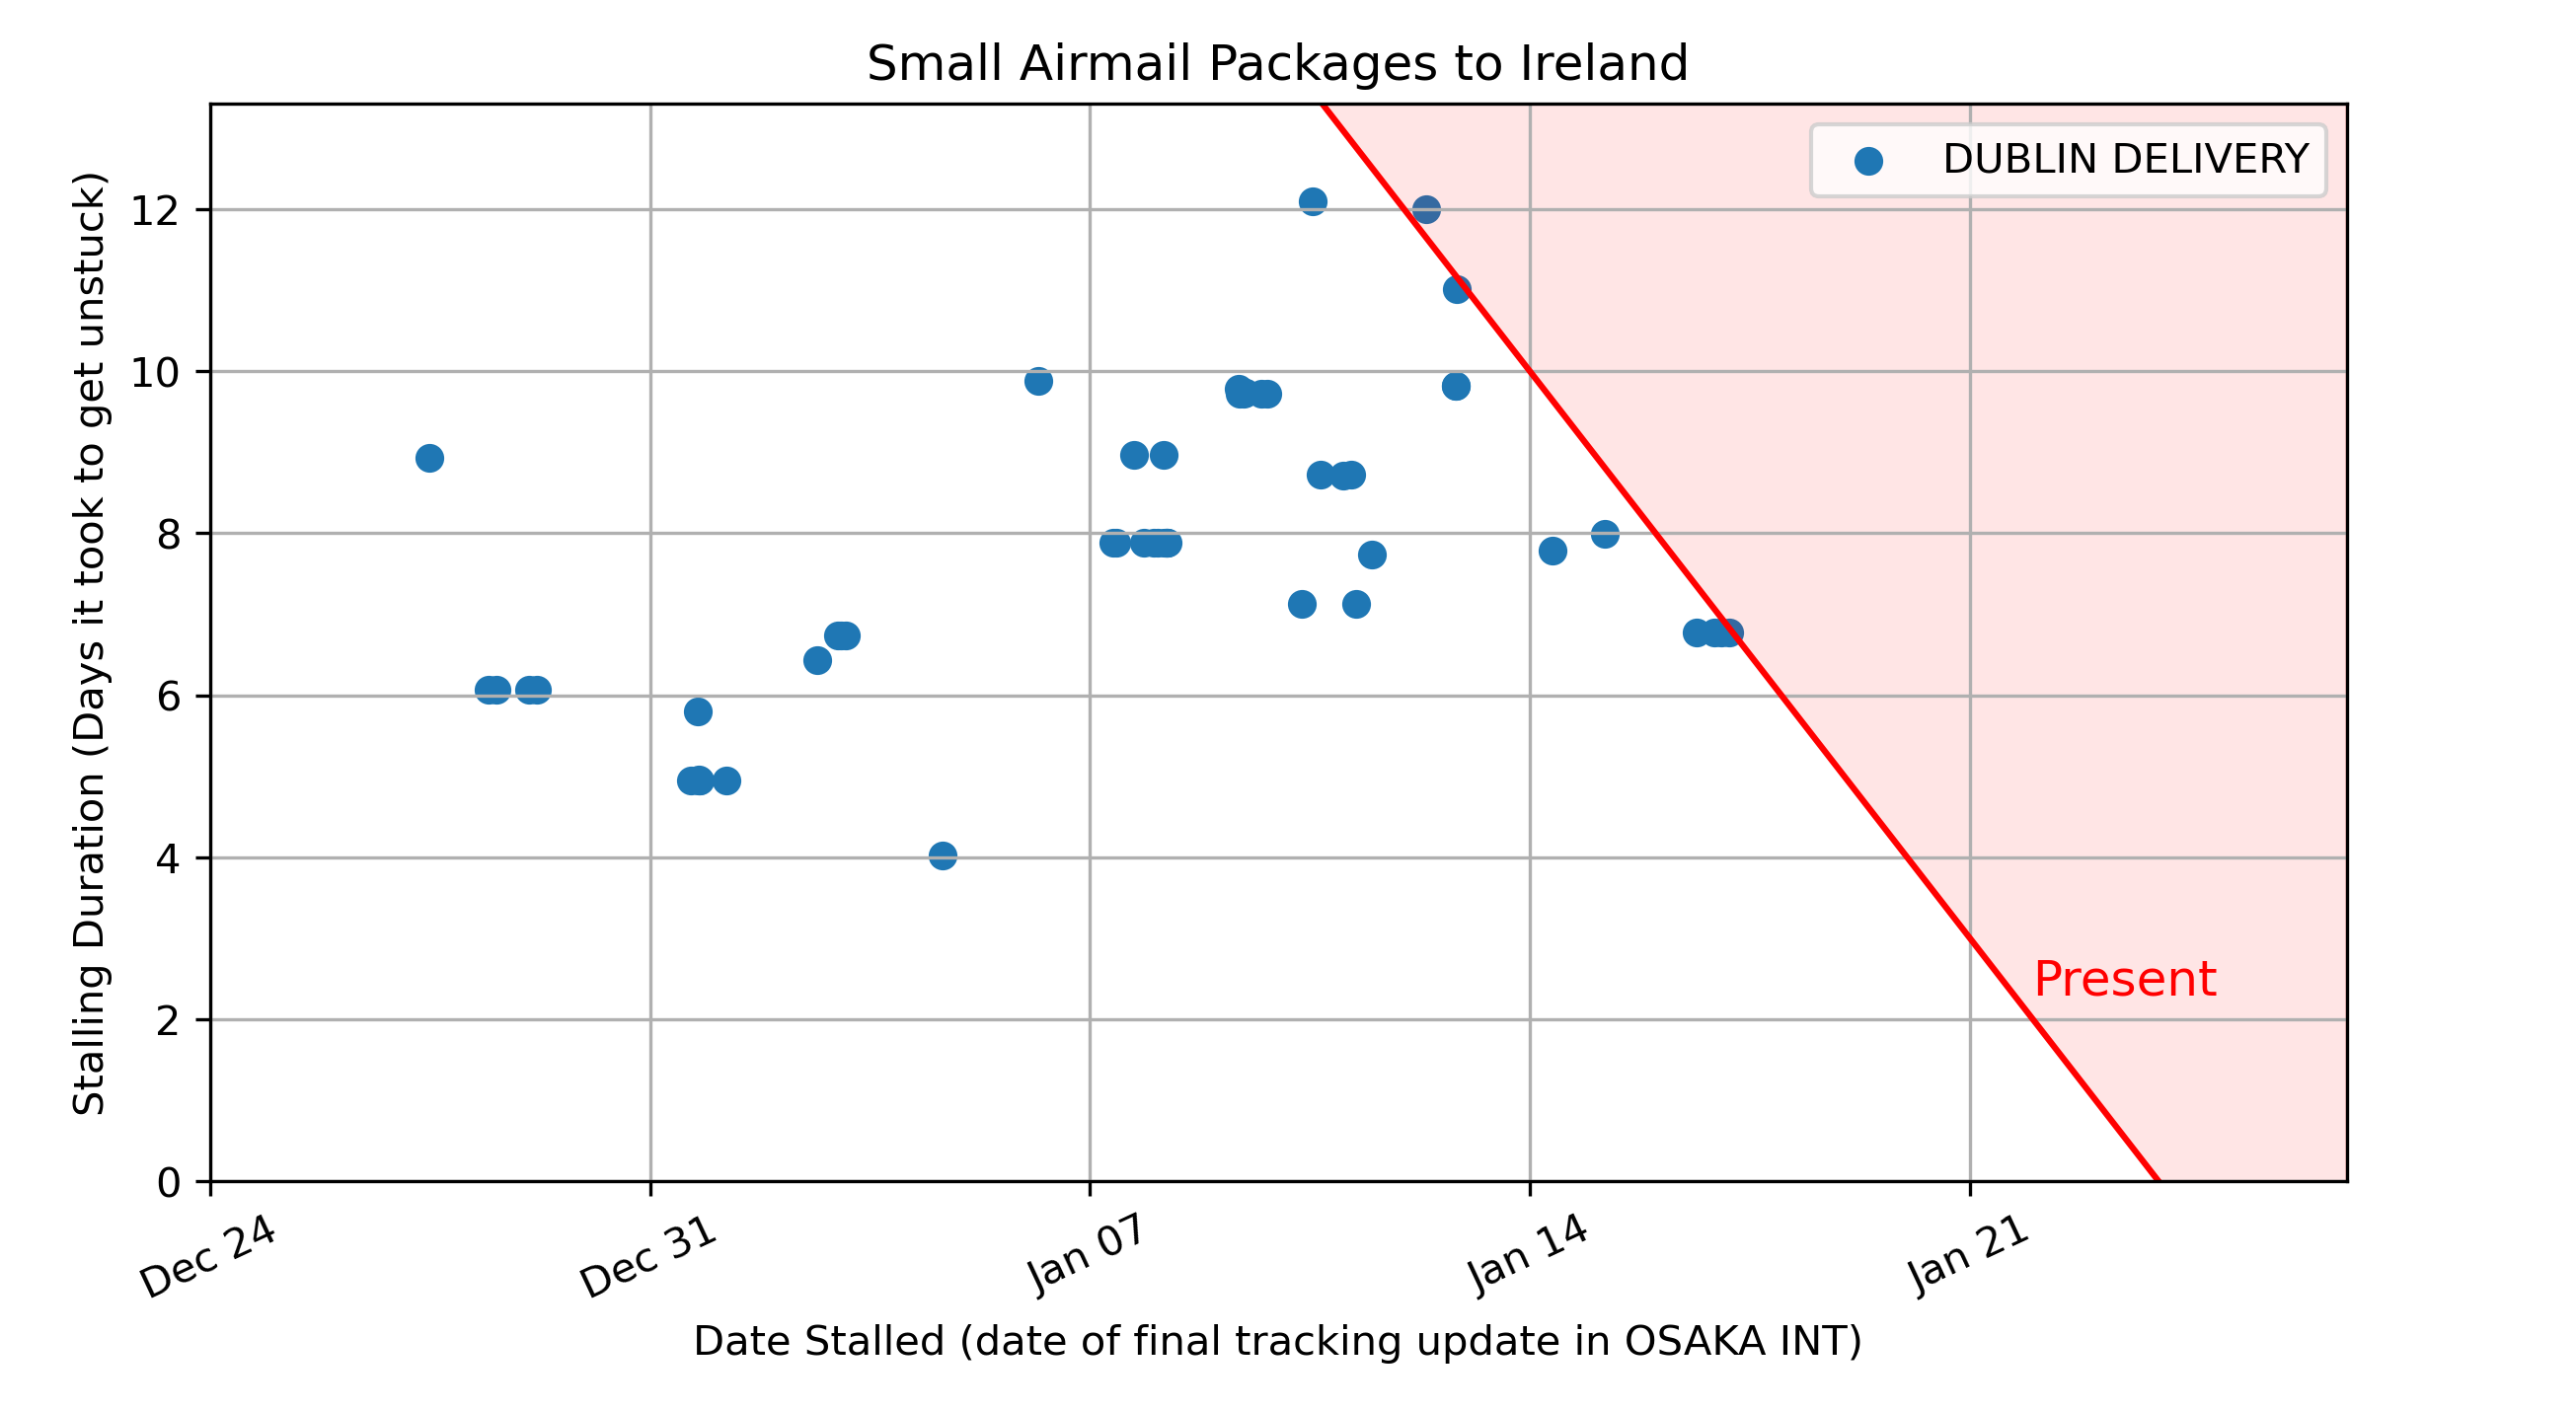 Small Airmail Packages to Ireland
DUBLIN DELIVERY
Stalling Duration (Days it took to get unstuck)
12
10
8
6
4
2
0
Present
Dec 24
Dec 31
Jan 07
Jan 14
Jan 21
Date Stalled (date of final tracking update in OSAKA INT)